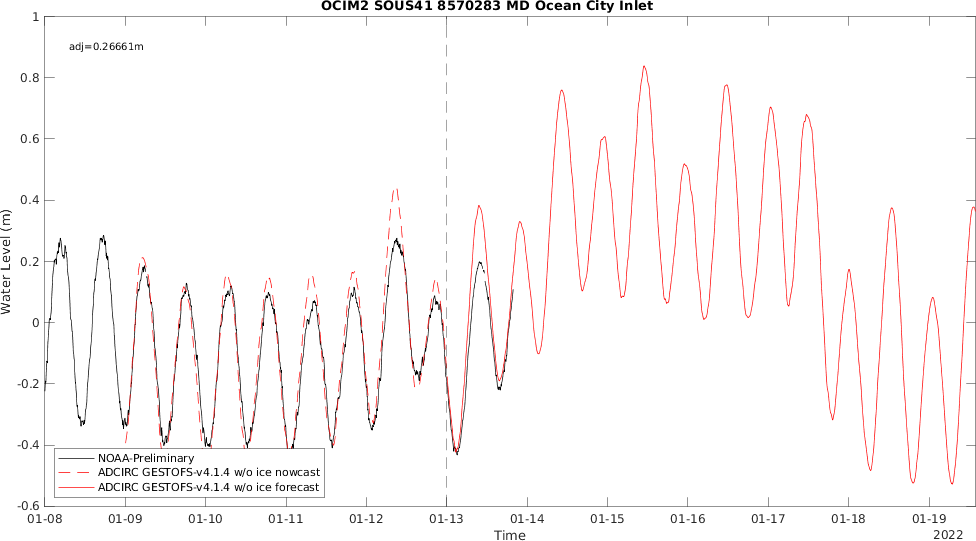 OCIM2 SOUS41 8570283 MD Ocean City Inlet
adj=0.26661m
1
0.8
0.6
0.4
0.2
0
-0.2
-0.4
-0.6
Water Level (m)
NOAA-Preliminary
ADCIRC GESTOFS-v4.1.4 w/o ice nowcast
ADCIRC GESTOFS-v4.1.4 w/o ice forecast
01-08 01-09 01-10 01-11 01-12 01-13 01-14 01-15 01-16 01-17 01-18 01-19
Time
2022